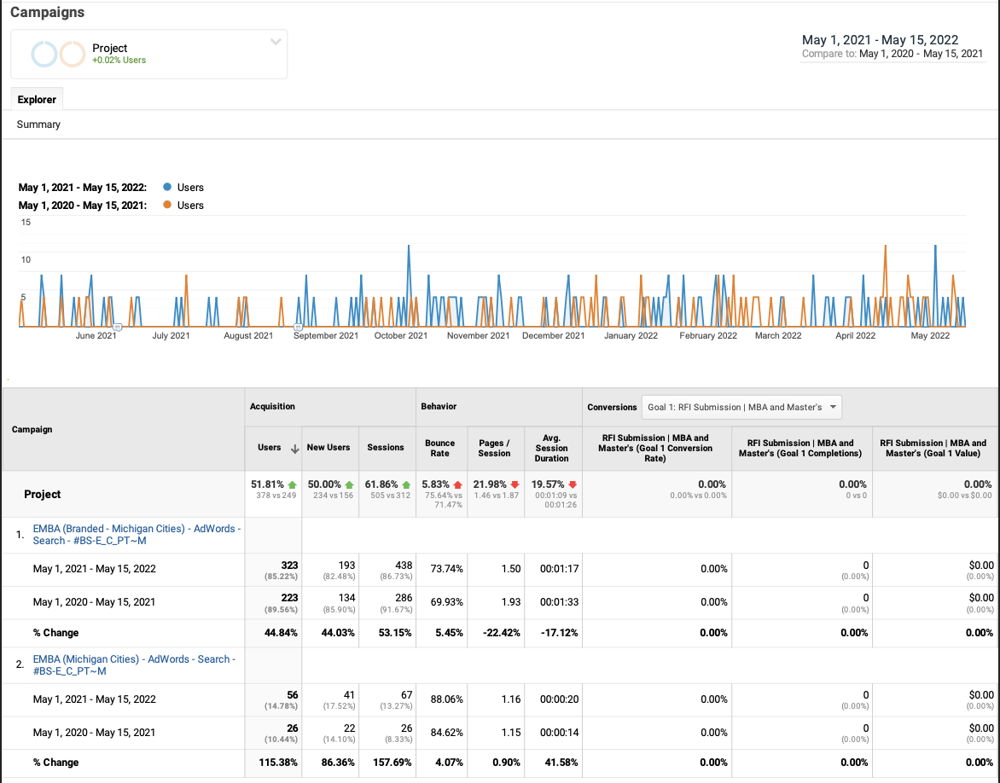 Campaigns
Project
+0.02% Users
May 1, 2021 - May 15, 2022
Compare to: May 1, 2020 - May 15, 2021
Explorer
Summary
May 1, 2021 - May 15, 2022: Users
May 1, 2020 - May 15, 2021: Users
15
10
5
June 2021 July 2021 August 2021 September 2021 October 2021 November 2021 December 2021 January 2022 February 2022 March 2022 April 2022 May 2022
Campaign
Acquisition Behavior Conversions Goal 1: RFI Submission | MBA and Master's
Users New Users Sessions
Bounce
Rate
Pages /
Session
Avg.
Session
Duration
RFI Submission | MBA and
Master's (Goal 1 Conversion
Rate)
RFI Submission | MBA and
Master's (Goal 1 Completions)
RFI Submission | MBA and
Master's (Goal 1 Value)
Project
51.81%
378 vs 249
50.00%
234 vs 156
61.86%
505 vs 312
5.83%
75.64% vs
71.47%
21.98%
1.46 vs 1.87
19.57%
00:01:09 vs
00:01:26
0.00%
0.00% vs 0.00%
0.00%
0 vs 0
0.00%
$0.00 vs $0.00
1. EMBA (Branded - Michigan Cities) - AdWords -
Search - #BS-E_C_PT~M
May 1, 2021 - May 15, 2022 323 193 438 73.74% 1.50 00:01:17 0.00% 0 $0.00
(85.22%) (82.48%) (86.73%) (0.00%) (0.00%)
May 1, 2020 - May 15, 2021 223 134 286 69.93% 1.93 00:01:33 0.00% 0 $0.00
(89.56%) (85.90%) (91.67%) (0.00%) (0.00%)
% Change 44.84% 44.03% 53.15% 5.45% -22.42% -17.12% 0.00% 0.00% 0.00%
2. EMBA (Michigan Cities) - AdWords - Search -
#BS-E_C_PT~M
May 1, 2021 - May 15, 2022 56 41 67 88.06% 1.16 00:00:20 0.00% 0 $0.00
(14.78%) (17.52%) (13.27%) (0.00%) (0.00%)
May 1, 2020 - May 15, 2021 26 22 26 84.62% 1.15 00:00:14 0.00% 0 $0.00
(10.44%) (14.10%) (8.33%) (0.00%) (0.00%)
% Change 115.38% 86.36% 157.69% 4.07% 0.90% 41.58% 0.00% 0.00% 0.00%